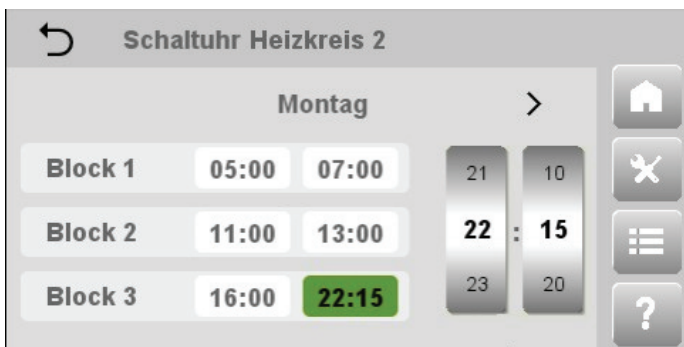 Schaltuhr Heizkreis 2
Montag >
Block 1 05:00 07:00 21 10
Block 2 11:00 13:00 22 : 15
Block 3 16:00 22:15 23 20
?